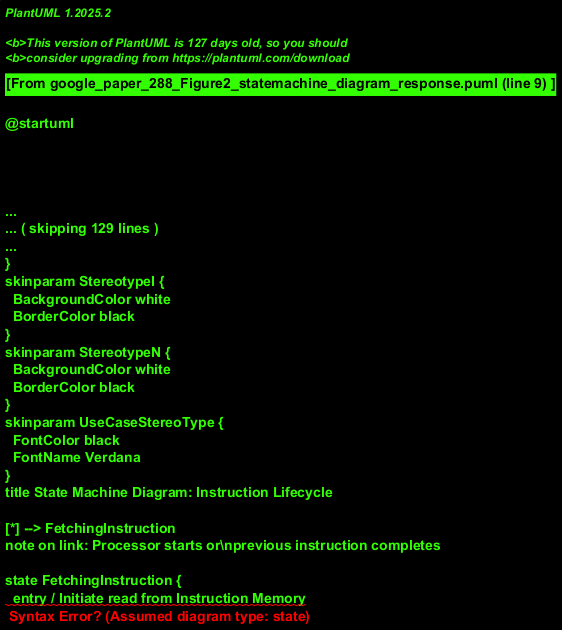 PlantUML 1.2025.2
<b>This version of PlantUML is 127 days old, so you should
<b>consider upgrading from https://plantuml.com/download
[From google_paper_288_Figure2_statemachine_diagram_response.puml (line 9) ]
@startuml
...
... ( skipping 129 lines )
...
}
skinparam StereotypeI {
BackgroundColor white
BorderColor black
}
skinparam StereotypeN {
BackgroundColor white
BorderColor black
}
skinparam UseCaseStereoType {
FontColor black
FontName Verdana
}
title State Machine Diagram: Instruction Lifecycle
[*] --> FetchingInstruction
note on link: Processor starts or\nprevious instruction completes
state FetchingInstruction {
entry / Initiate read from Instruction Memory
Syntax Error? (Assumed diagram type: state)